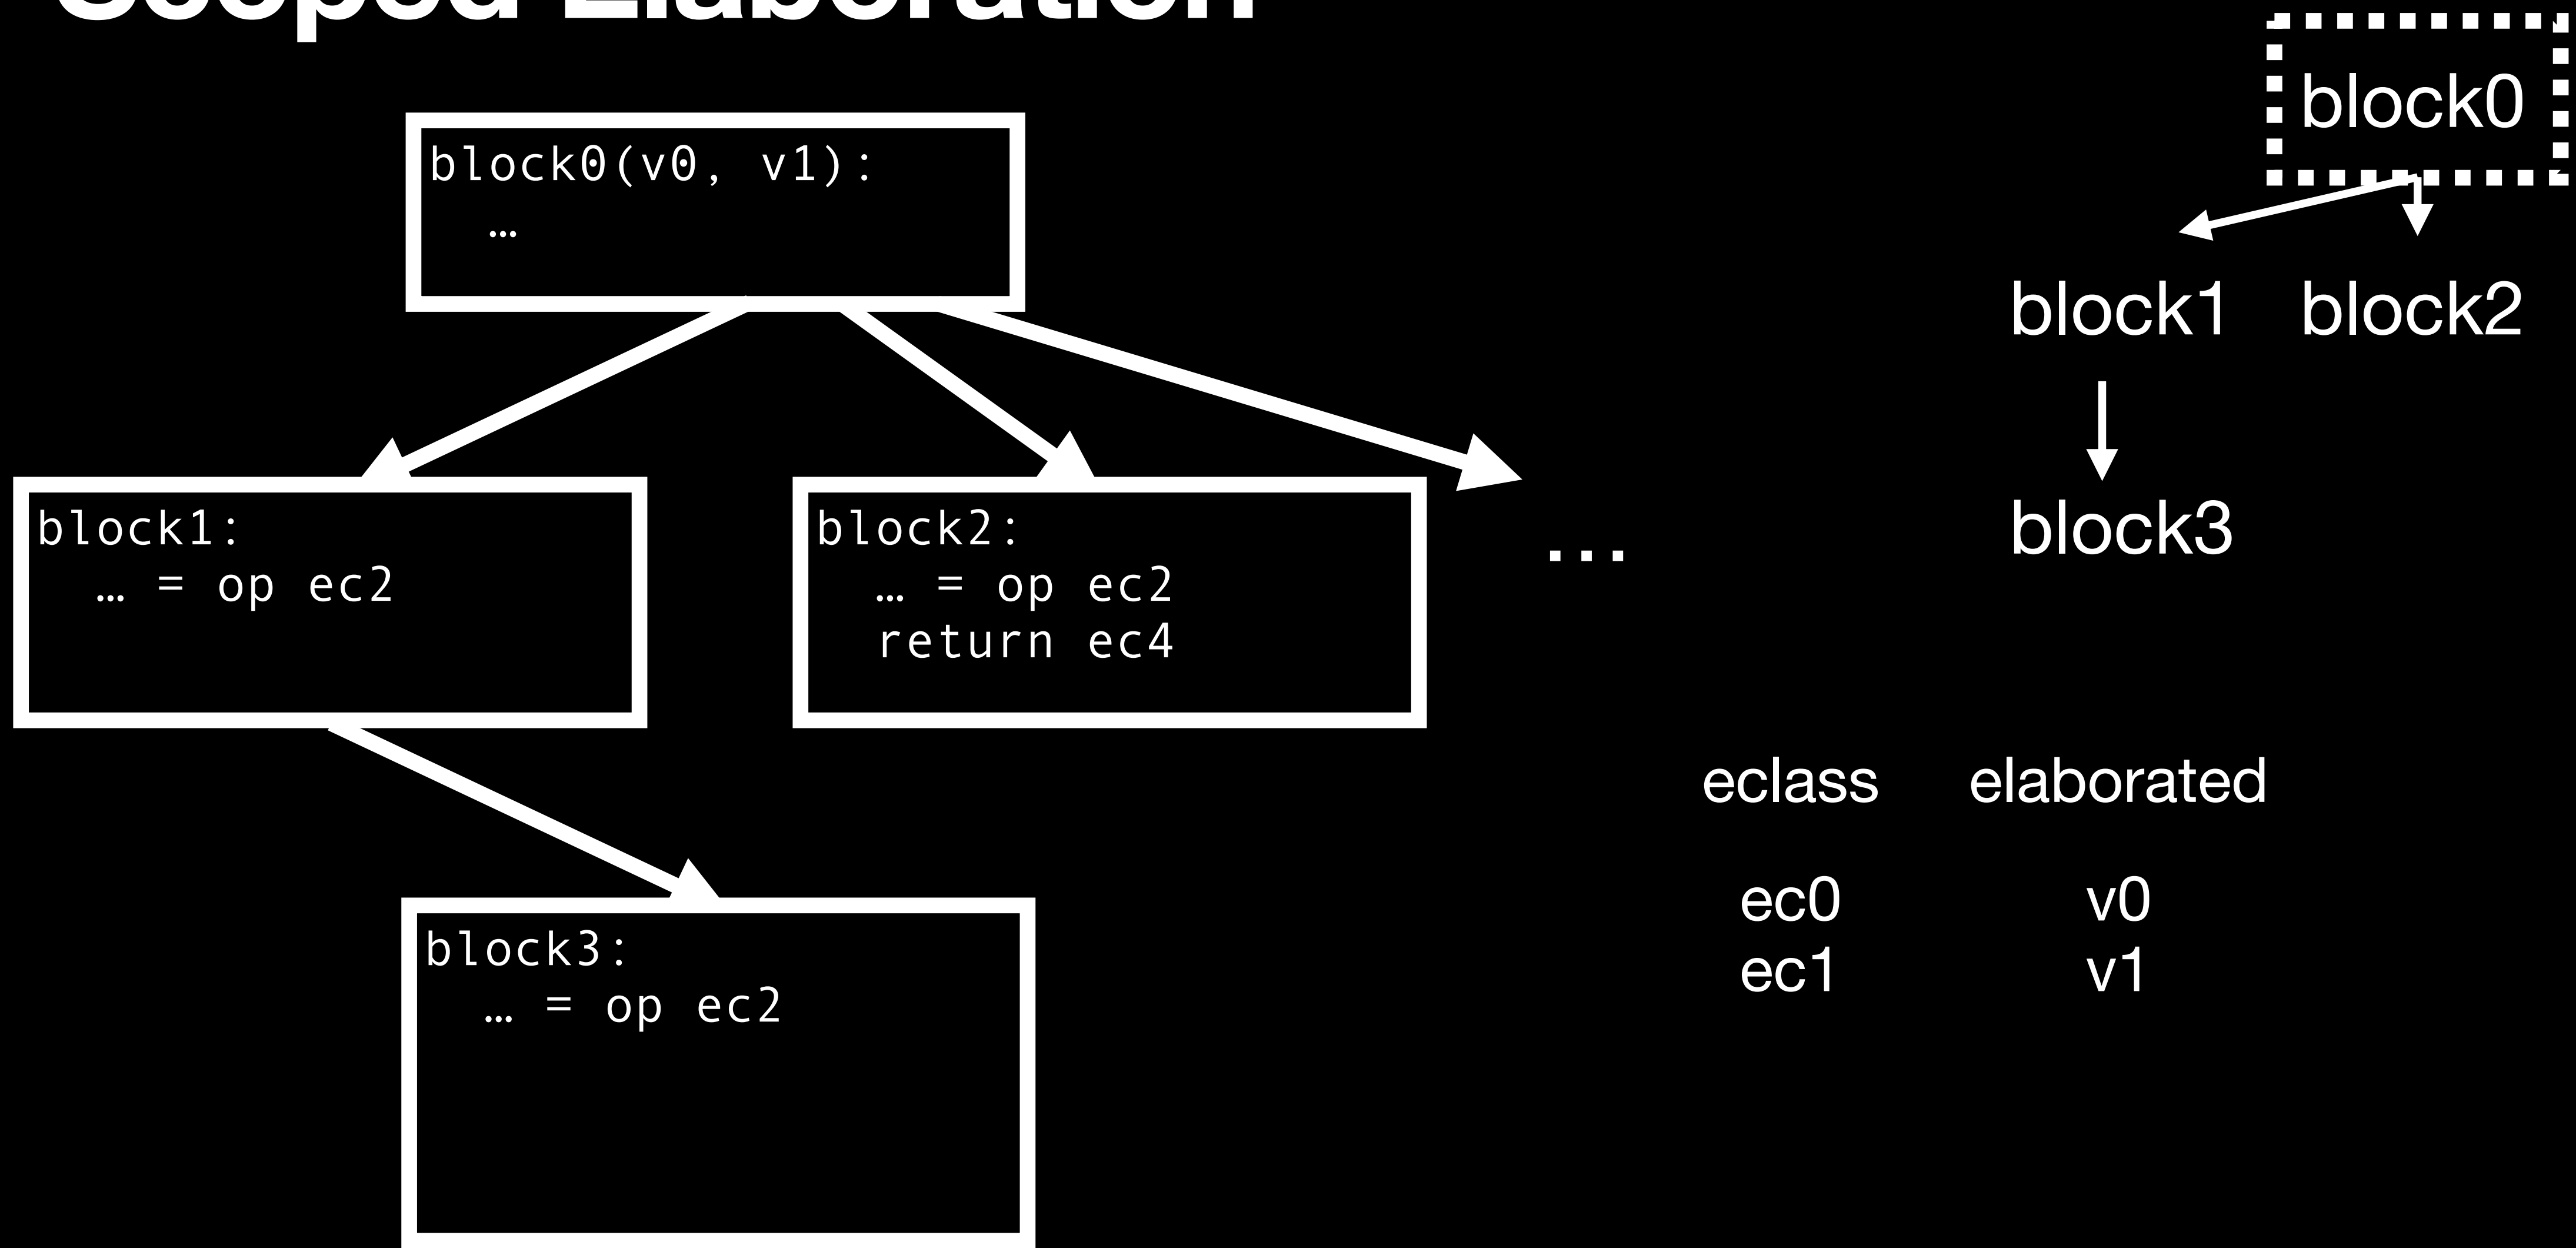 Scoped Elaboration
block0(v0, v1):
…
block1:
… = op ec2
block2:
… = op ec2
return ec4
…
block3:
… = op ec2
block0
block1 block2
block3
eclass elaborated
ec0 v0
ec1 v1